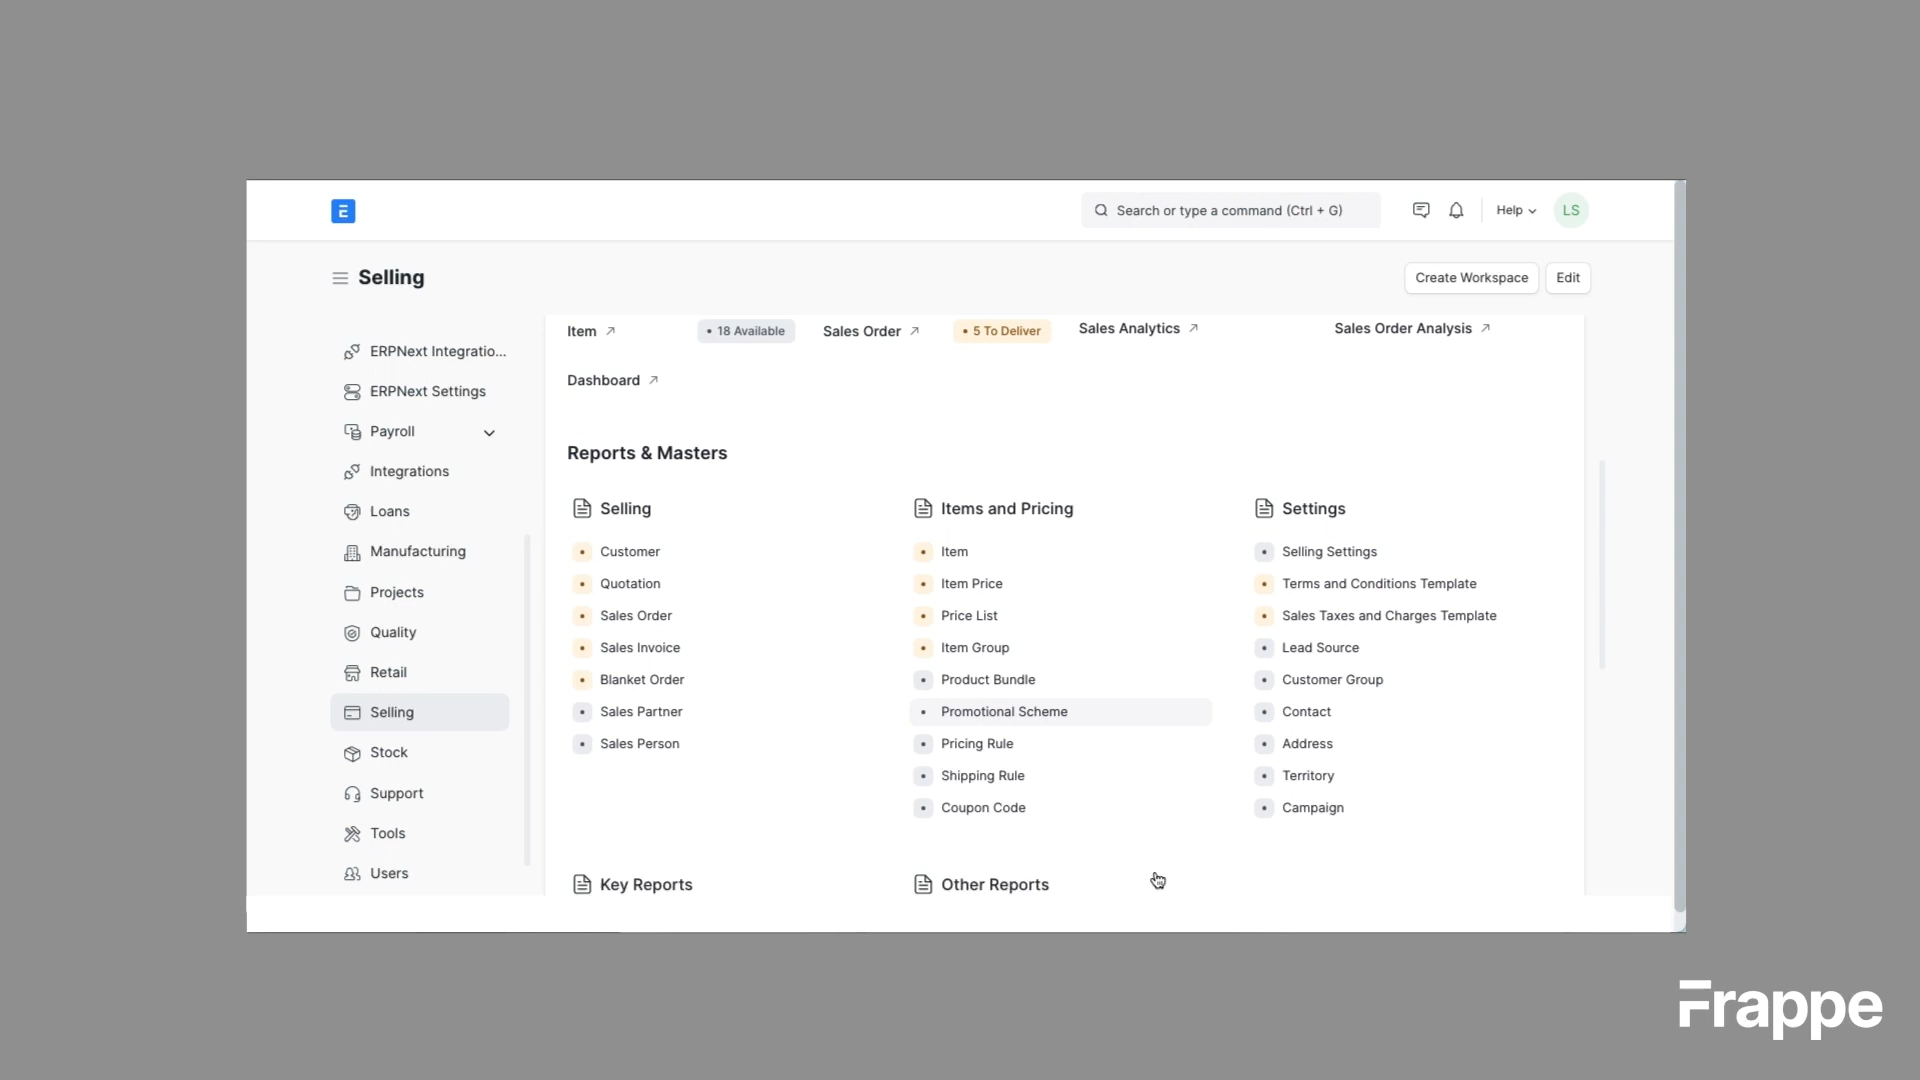 E
Search or type a command (Ctrl + G)
Help
LS
Selling
Create Workspace
Edit
ERPNext Integratio...
ERPNext Settings
Payroll
Integrations
Loans
Manufacturing
Projects
Quality
Retail
Selling
Stock
Support
Tools
Users
Item
18 Available
Sales Order
5 To Deliver
Sales Analytics
Sales Order Analysis
Dashboard
Reports & Masters
Selling
Customer
Quotation
Sales Order
Sales Invoice
Blanket Order
Sales Partner
Sales Person
Items and Pricing
Item
Item Price
Price List
Item Group
Product Bundle
Promotional Scheme
Pricing Rule
Shipping Rule
Coupon Code
Settings
Selling Settings
Terms and Conditions Template
Sales Taxes and Charges Template
Lead Source
Customer Group
Contact
Address
Territory
Campaign
Key Reports
Other Reports
Frappe